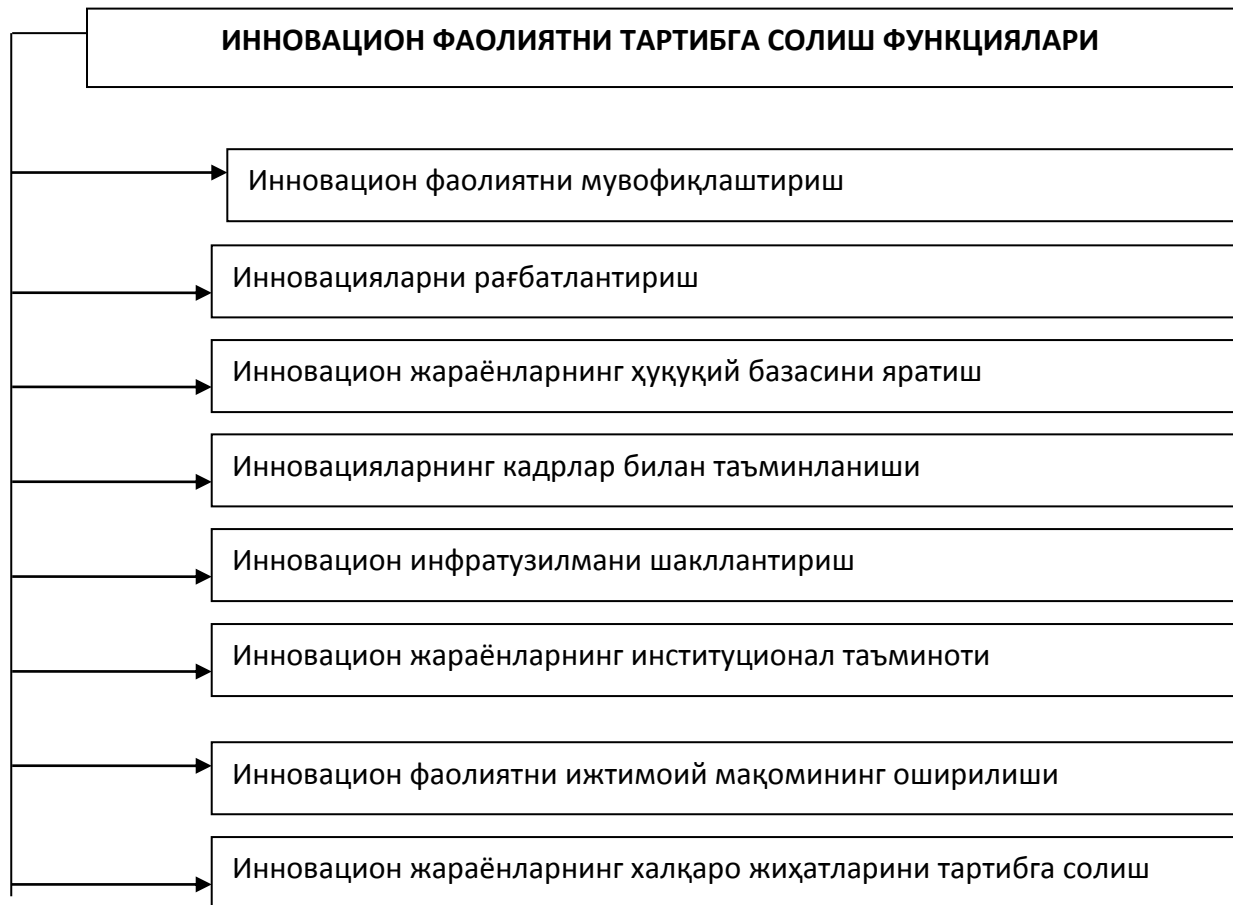 ИННОВАЦИОН ФАОЛИЯТНИ ТАРТИБГА СОЛИШ ФУНКЦИЯЛАРИ
Инновацион фаолиятни мувофиқлаштириш
Инновацияларни рағбатлантириш
Инновацион жараёнларнинг ҳуқуқий базасини яратиш
Инновацияларнинг кадрлар билан таъминланиши
Инновацион инфратузилмани шакллантириш
Инновацион жараёнларнинг институционал таъминоти
Инновацион фаолиятни ижтимоий мақомининг оширилиши
Инновацион жараёнларнинг халқаро жиҳатларини тартибга солиш